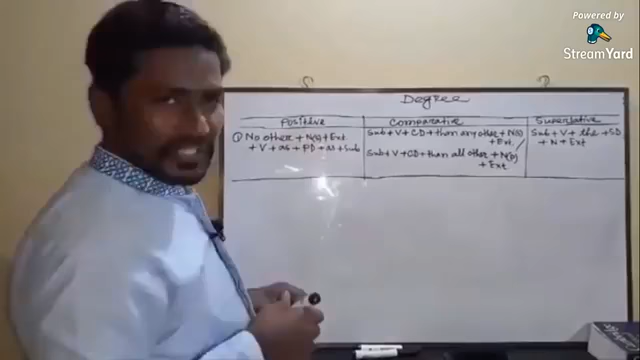 Powered by
StreamYard
Degree
Positive
Comparative
Superlative
① No other + N(s) + Ext
+ V + as + PD + as + Sub
Sub + V + CD + than any other + N(s)
+ Ext. /
Sub + V + CD + than all other + N(p)
+ Ext
Sub + V + the + SD
+ N + Ext